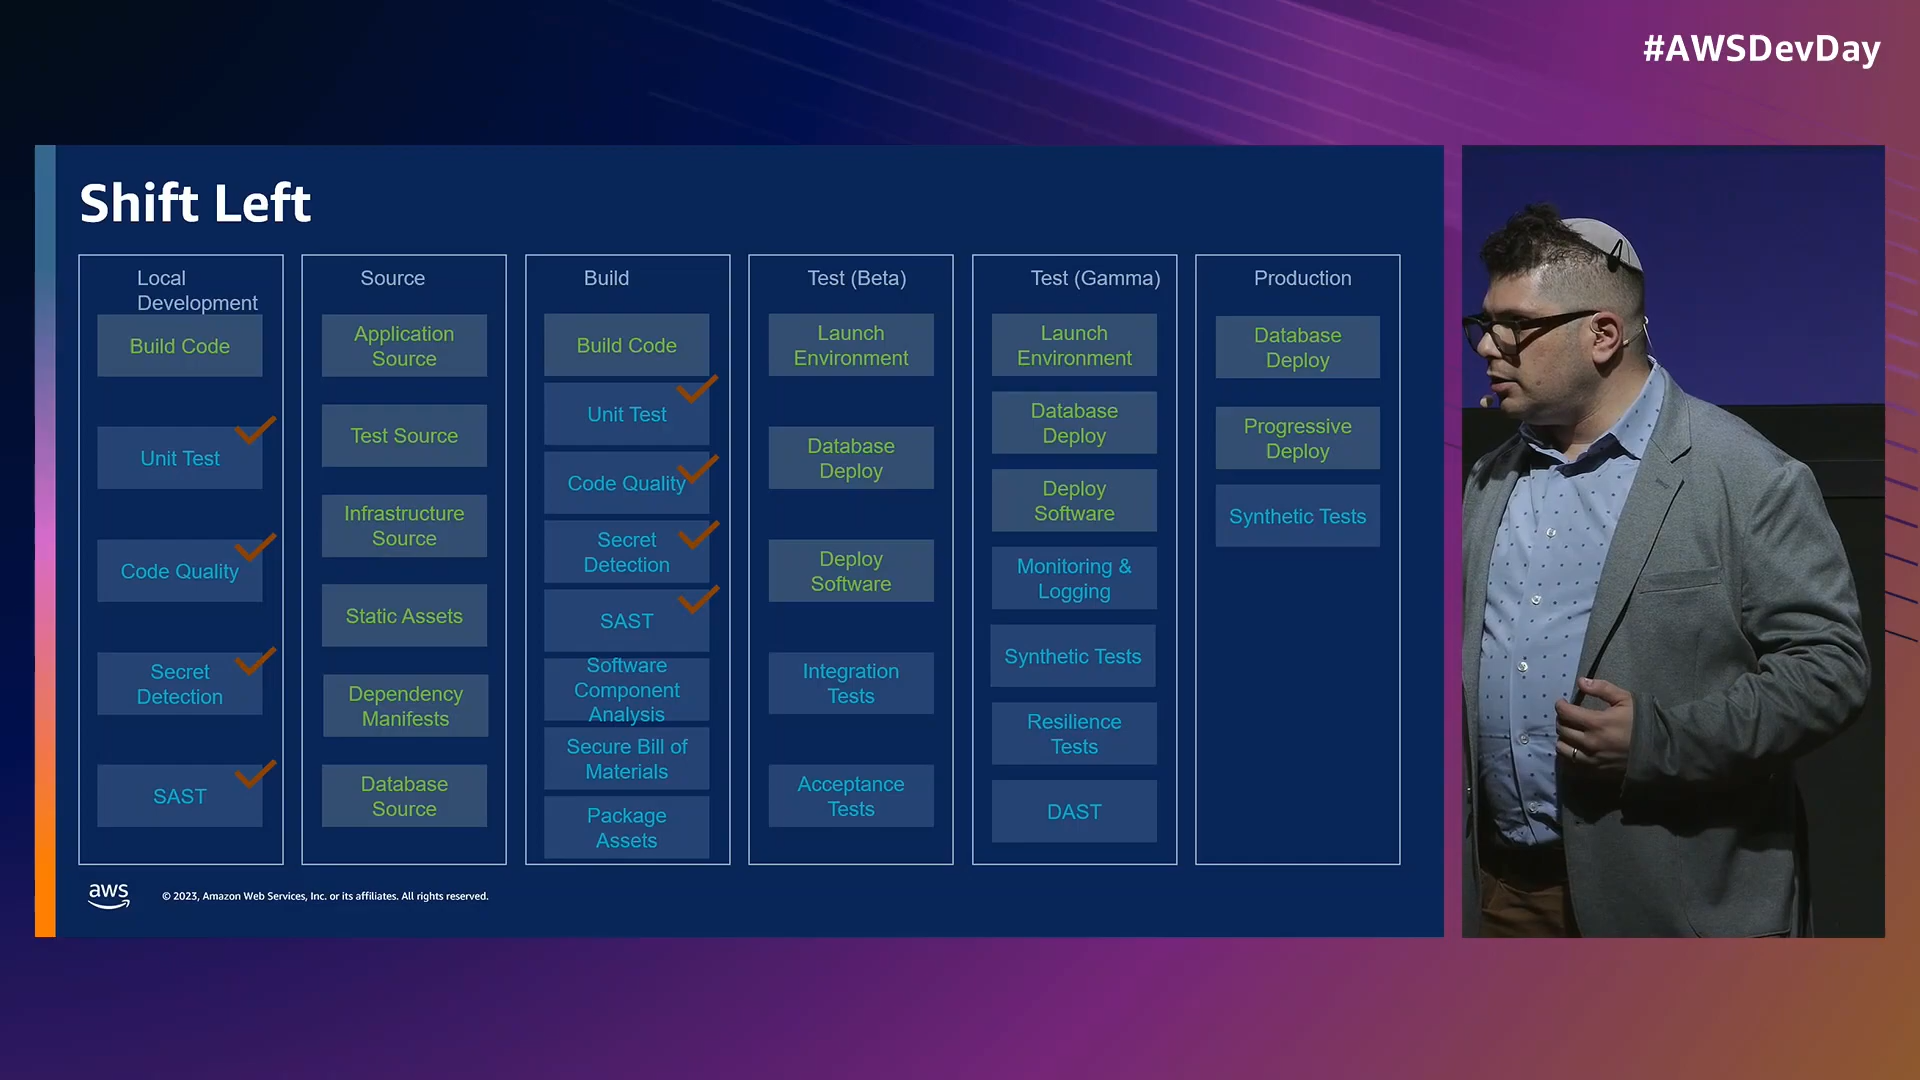 #AWSDevDay
Shift Left
Local
Development
Build Code
Unit Test
Code Quality
Secret
Detection
SAST
Source
Application
Source
Test Source
Infrastructure
Source
Static Assets
Dependency
Manifests
Database
Source
Build
Build Code
Unit Test
Code Quality
Secret
Detection
SAST
Software
Component
Analysis
Secure Bill of
Materials
Package
Assets
Test (Beta)
Launch
Environment
Database
Deploy
Deploy
Software
Integration
Tests
Acceptance
Tests
Test (Gamma)
Launch
Environment
Database
Deploy
Deploy
Software
Monitoring &
Logging
Synthetic Tests
Resilience
Tests
DAST
Production
Database
Deploy
Progressive
Deploy
Synthetic Tests
aws
© 2023, Amazon Web Services, Inc. or its affiliates. All rights reserved.